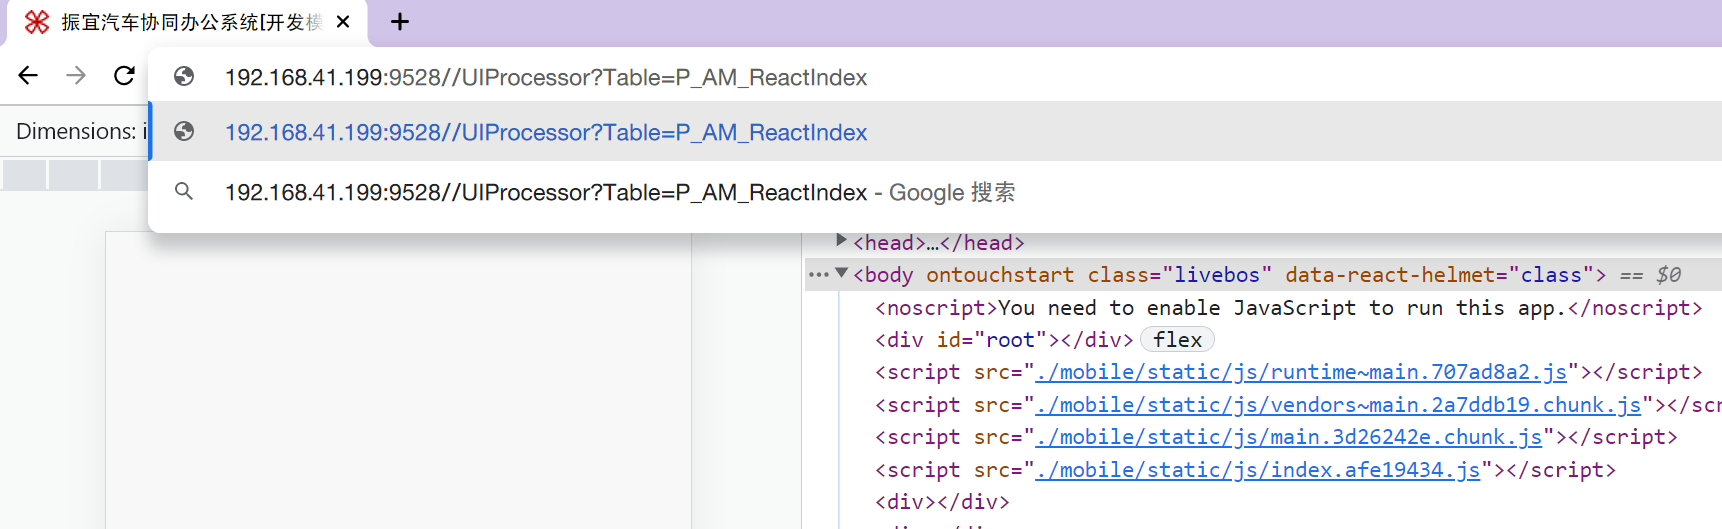 振宜汽车协同办公系统[开发模
192.168.41.199:9528//UIProcessor?Table=P_AM_ReactIndex
192.168.41.199:9528//UIProcessor?Table=P_AM_ReactIndex
Dimensions: i
192.168.41.199:9528//UIProcessor?Table=P_AM_ReactIndex - Google 搜索
<head>…</head>
<body ontouchstart class="livebos" data-react-helmet="class"> == $0
<noscript>You need to enable JavaScript to run this app.</noscript>
<div id="root"></div> flex
<script src="./mobile/static/js/runtime~main.707ad8a2.js"></script>
<script src="./mobile/static/js/vendors~main.2a7ddb19.chunk.js"></scr
<script src="./mobile/static/js/main.3d26242e.chunk.js"></script>
<script src="./mobile/static/js/index.afe19434.js"></script>
<div></div>